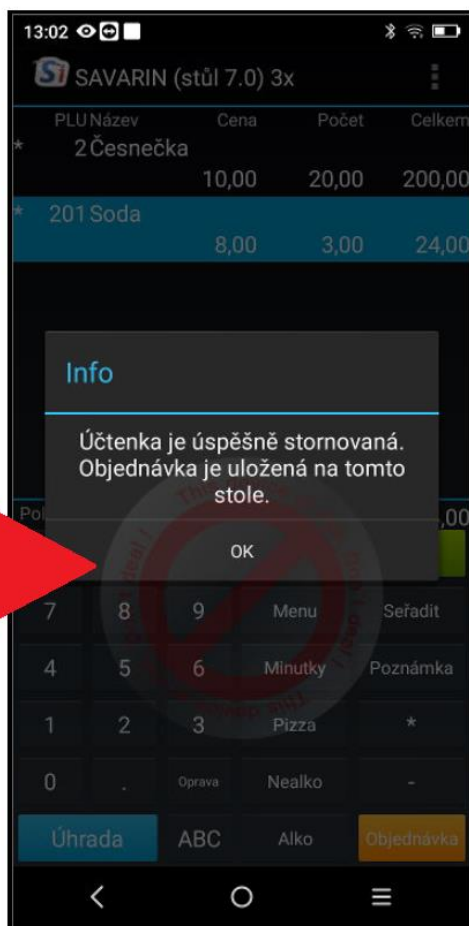 13:02
SAVARIN (stůl 7.0) 3x
PLU Název Cena Počet Celkem
* 2 Česnečka
10,00 20,00 200,00
* 201 Soda
8,00 3,00 24,00
Info
Účtenka je úspěšně stornovaná.
Objednávka je uložená na tomto
stole.
Pol ,00
OK
7 8 9 Menu Seřadit
4 5 6 Minutky Poznámka
1 2 3 Pizza *
0 . Oprava Nealko -
Úhrada ABC Alko Objednávka